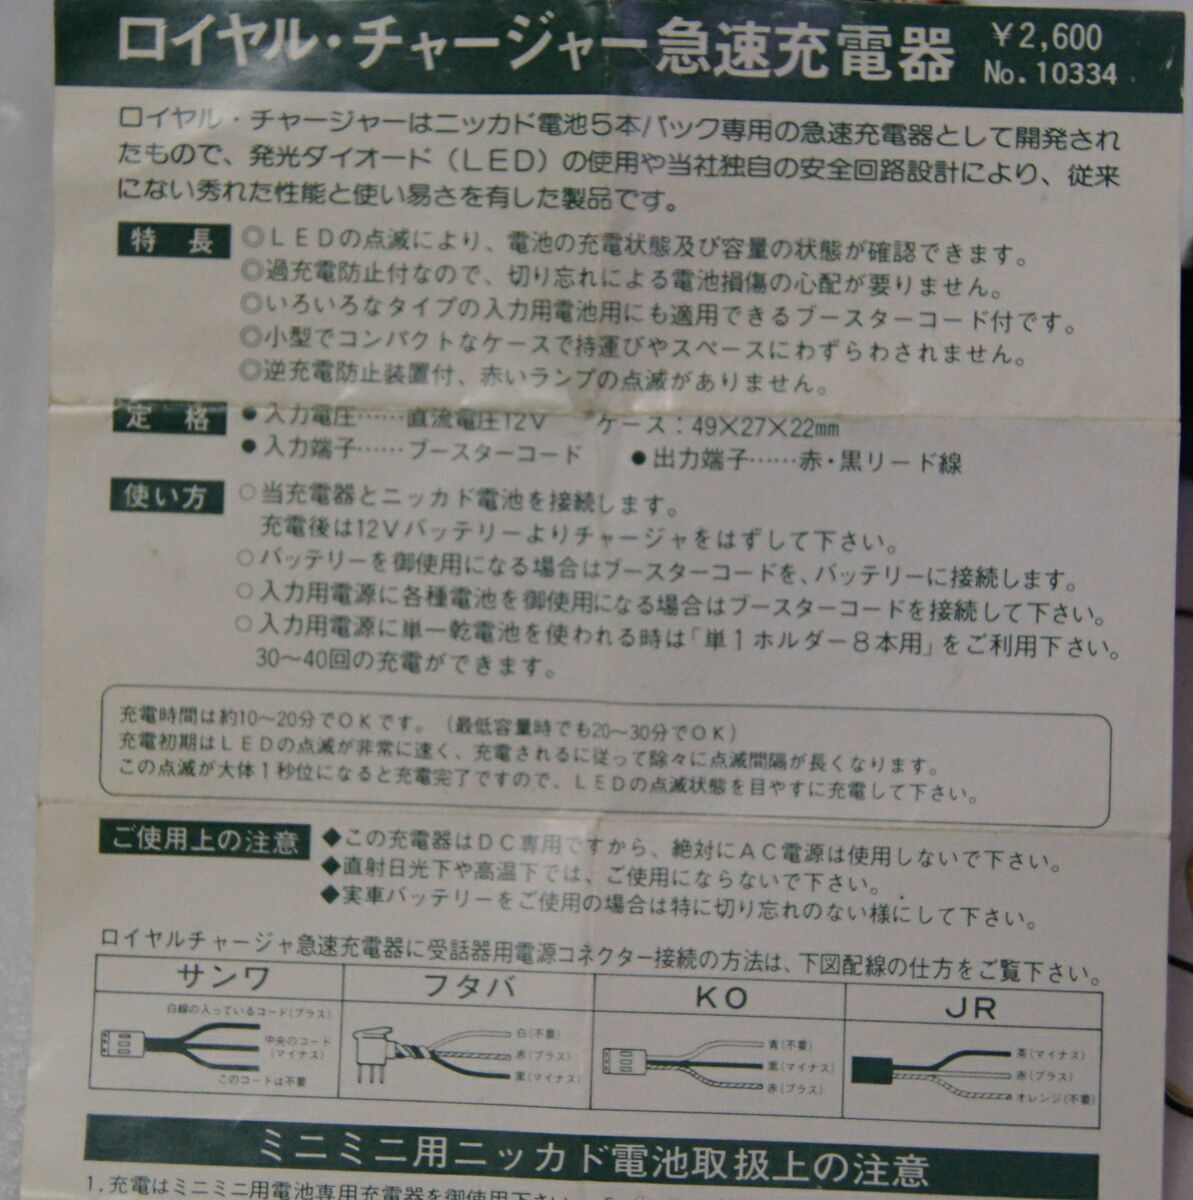 ロイヤル・チャージャー急速充電器 ¥2,600
No.10334
ロイヤル・チャージャーはニッカド電池5本パック専用の急速充電器として開発され
たもので、発光ダイオード（LED）の使用や当社独自の安全回路設計により、従来
にない秀れた性能と使い易さを有した製品です。
特長 ◎LEDの点滅により、電池の充電状態及び容量の状態が確認できます。
◎過充電防止付なので、切り忘れによる電池損傷の心配が要りません。
◎いろいろなタイプの入力用電池用にも適用できるブースターコード付です。
◎小型でコンパクトなケースで持運びやスペースにわずらわされません。
◎逆充電防止装置付、赤いランプの点滅がありません。
定格 ●入力電圧……直流電圧12V ケース：49×27×22mm
●入力端子……ブースターコード ●出力端子……赤・黒リード線
使い方 ○当充電器とニッカド電池を接続します。
充電後は12Vバッテリーよりチャージャをはずして下さい。
○バッテリーを御使用になる場合はブースターコードを、バッテリーに接続します。
○入力用電源に各種電池を御使用になる場合はブースターコードを接続して下さい。
○入力用電源に単一乾電池を使われる時は「単1ホルダー8本用」をご利用下さい。
30〜40回の充電ができます。
充電時間は約10〜20分でOKです。（最低容量時でも20〜30分でOK）
充電初期はLEDの点滅が非常に速く、充電されるに従って除々に点滅間隔が長くなります。
この点滅が大体1秒位になると充電完了ですので、LEDの点滅状態を目やすに充電して下さい。
ご使用上の注意 ◆この充電器はDC専用ですから、絶対にAC電源は使用しないで下さい。
◆直射日光下や高温下では、ご使用にならないで下さい。
◆実車バッテリーをご使用の場合は特に切り忘れのない様にして下さい。
ロイヤルチャージャ急速充電器に受話器用電源コネクター接続の方法は、下図配線の仕方をご覧下さい。
サンワ フタバ KO JR
白線の入っているコード（プラス）
中央のコード
（マイナス）
このコードは不要
白（不要）
赤（プラス）
黒（マイナス）
青（不要）
黒（マイナス）
赤（プラス）
茶（マイナス）
赤（プラス）
オレンジ（不要）
ミニミニ用ニッカド電池取扱上の注意
1.充電はミニミニ用電池専用充電器を御使用下さい